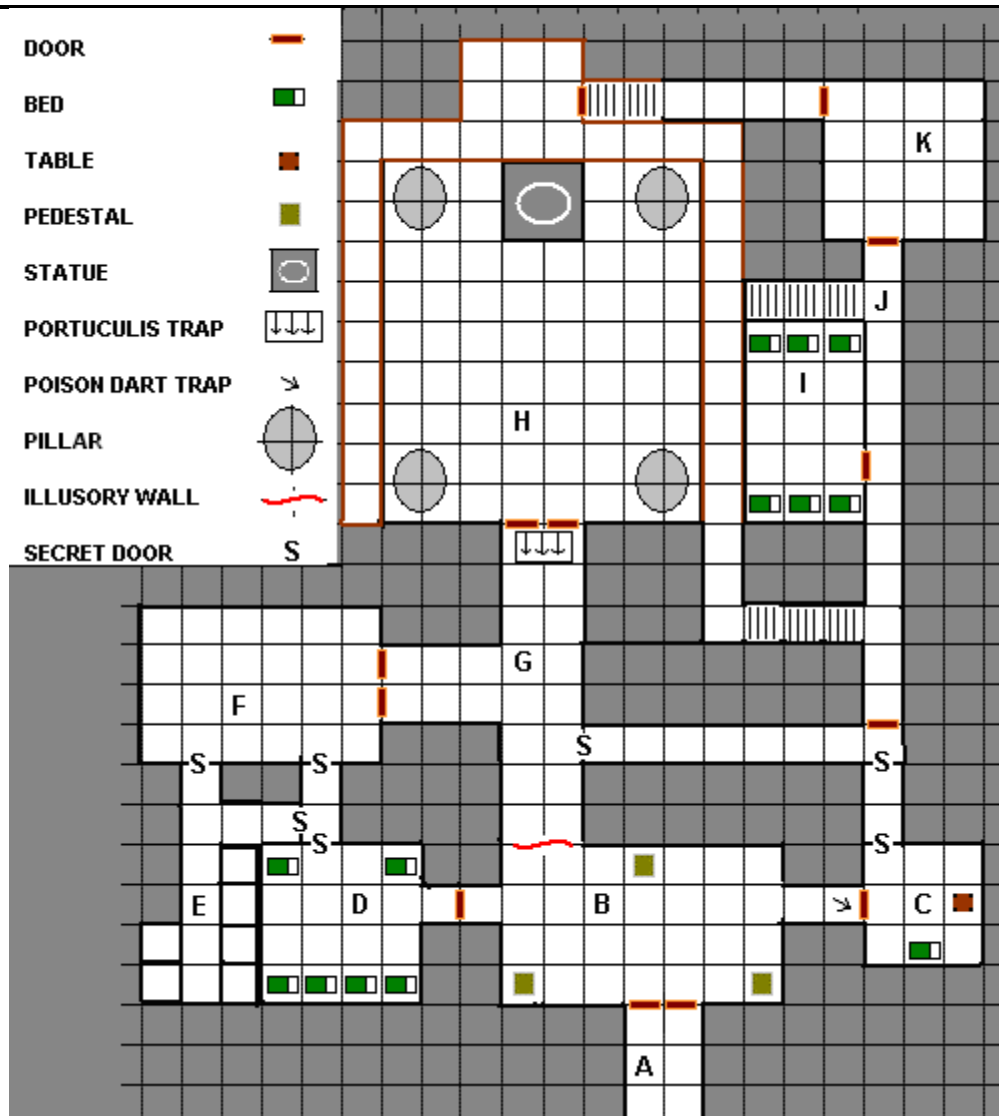 DOOR
BED
TABLE
PEDESTAL
STATUE
PORTUCULIS TRAP
POISON DART TRAP
PILLAR
ILLUSORY WALL
SECRET DOOR S
K
J
I
H
G
F
S
S
S
S
S
S
S
S
E
D
B
C
A